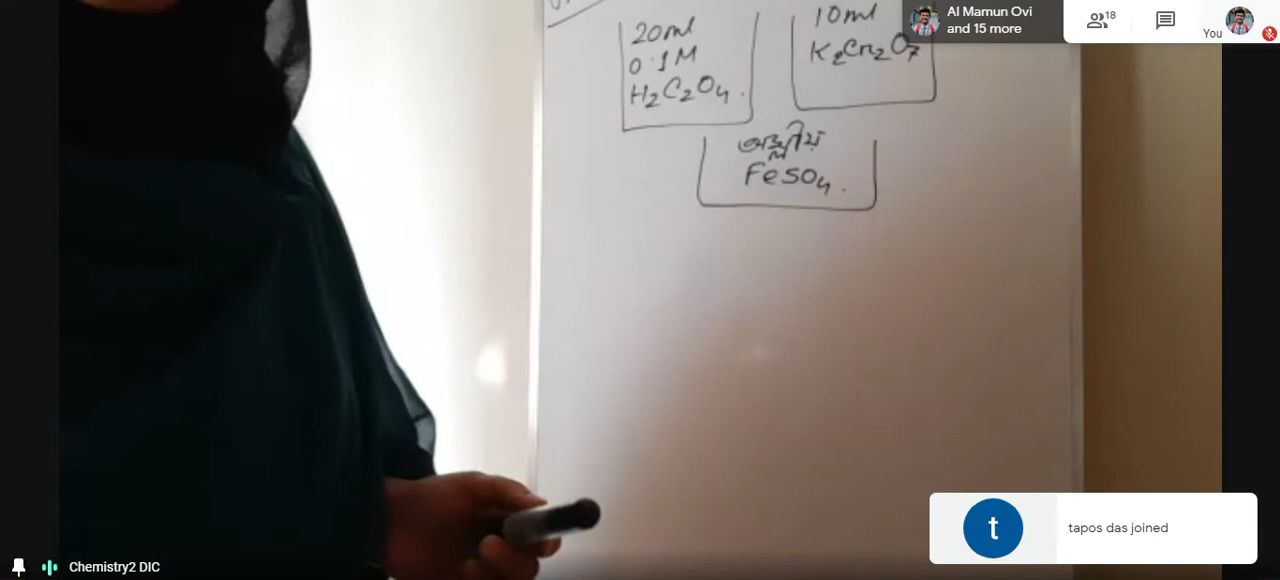 20ml
0.1M
H₂C₂O₄.
10ml
K₂Cr₂O₇
অম্লীয়
FeSO₄.
Al Mamun Ovi
and 15 more
18
You
t
tapos das joined
Chemistry2 DIC